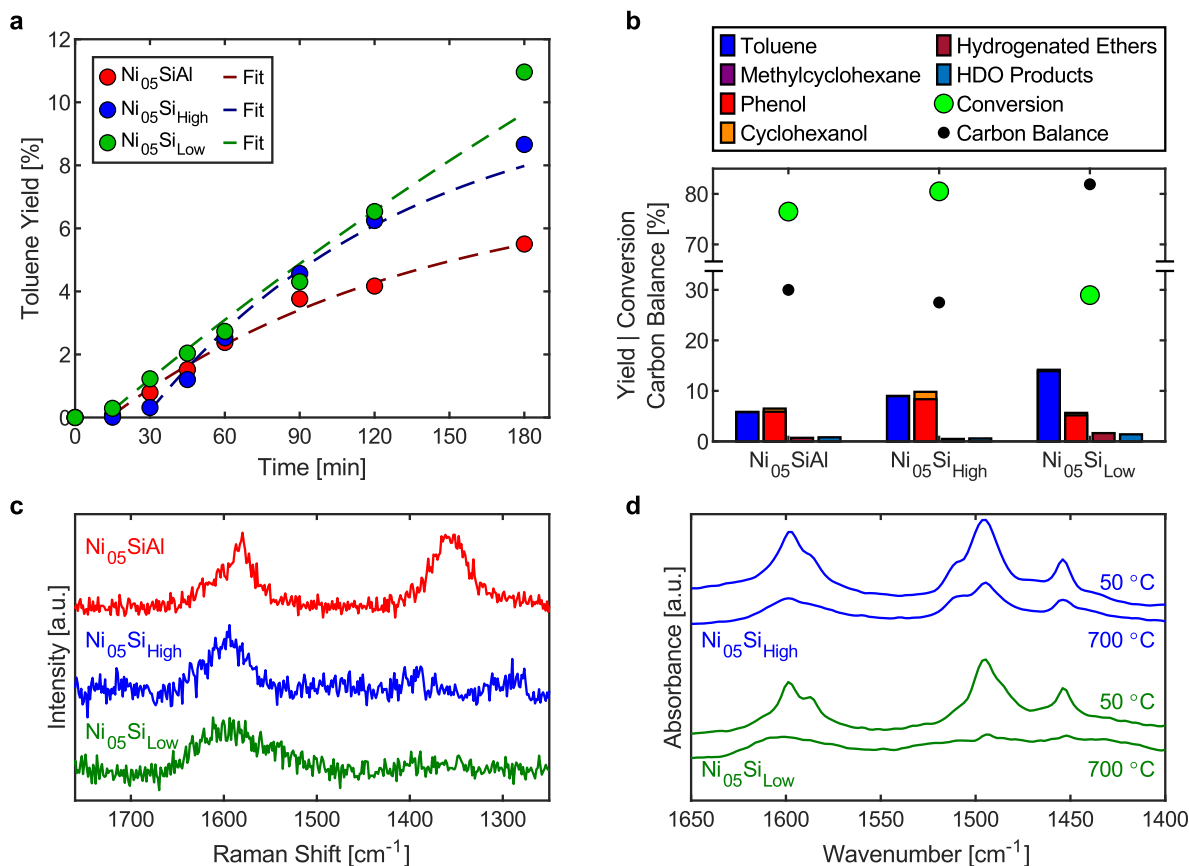 a
12
10
8
6
4
2
0
Toluene Yield [%]
Ni05SiAl
Fit
Ni05SiHigh
Fit
Ni05SiLow
Fit
0 30 60 90 120 150 180
Time [min]
b
Toluene
Methylcyclohexane
Phenol
Cyclohexanol
Hydrogenated Ethers
HDO Products
Conversion
Carbon Balance
80
70
30
20
10
0
Yield | Conversion
Carbon Balance [%]
Ni05SiAl Ni05SiHigh Ni05SiLow
c
Intensity [a.u.]
Ni05SiAl
Ni05SiHigh
Ni05SiLow
1700 1600 1500 1400 1300
Raman Shift [cm-1]
d
Absorbance [a.u.]
50 °C
Ni05SiHigh
700 °C
50 °C
Ni05SiLow
700 °C
1650 1600 1550 1500 1450 1400
Wavenumber [cm-1]